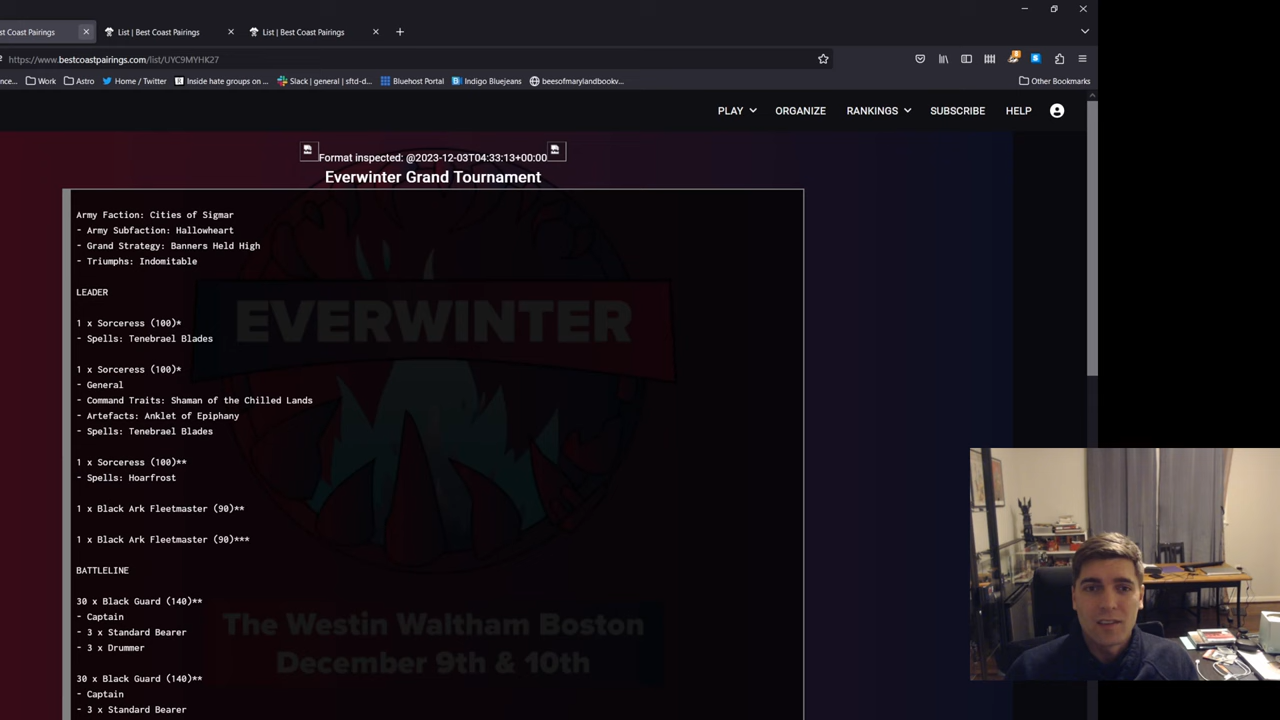 st Coast Pairings
List | Best Coast Pairings
List | Best Coast Pairings
https://www.bestcoastpairings.com/list/UYC9MYHK27
nce...
Work
Astro
Home / Twitter
Inside hate groups on ...
Slack | general | sftd-d...
Bluehost Portal
Indigo Bluejeans
beesofmarylandbookv...
Other Bookmarks
PLAY
ORGANIZE
RANKINGS
SUBSCRIBE
HELP
Format inspected: @2023-12-03T04:33:13+00:00
Everwinter Grand Tournament
Army Faction: Cities of Sigmar
- Army Subfaction: Hallowheart
- Grand Strategy: Banners Held High
- Triumphs: Indomitable
LEADER
1 x Sorceress (100)*
- Spells: Tenebrael Blades
1 x Sorceress (100)*
- General
- Command Traits: Shaman of the Chilled Lands
- Artefacts: Anklet of Epiphany
- Spells: Tenebrael Blades
1 x Sorceress (100)**
- Spells: Hoarfrost
1 x Black Ark Fleetmaster (90)**
1 x Black Ark Fleetmaster (90)***
BATTLELINE
30 x Black Guard (140)**
- Captain
- 3 x Standard Bearer
- 3 x Drummer
30 x Black Guard (140)**
- Captain
- 3 x Standard Bearer
EVERWINTER
The Westin Waltham Boston
December 9th & 10th